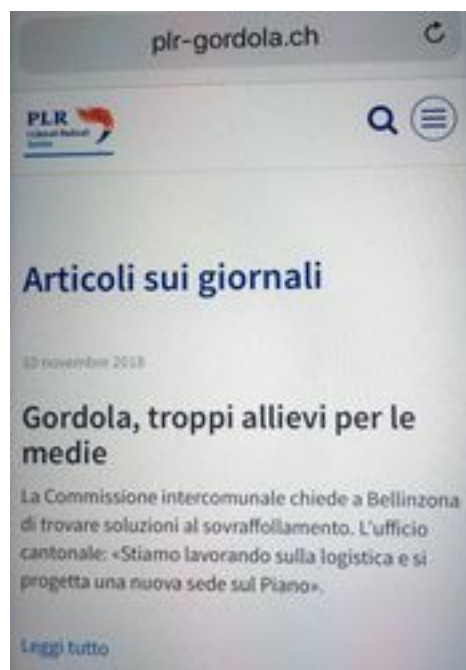 plr-gordola.ch
PLR
Articoli sui giornali
novembre 2018
Gordola, troppi allievi per le
medie
La Commissione intercomunale chiede a Bellinzona
di trovare soluzioni al sovraffollamento. L'ufficio
cantonale: «Stiamo lavorando sulla logistica e si
progetta una nuova sede sul Piano».
Leggi tutto